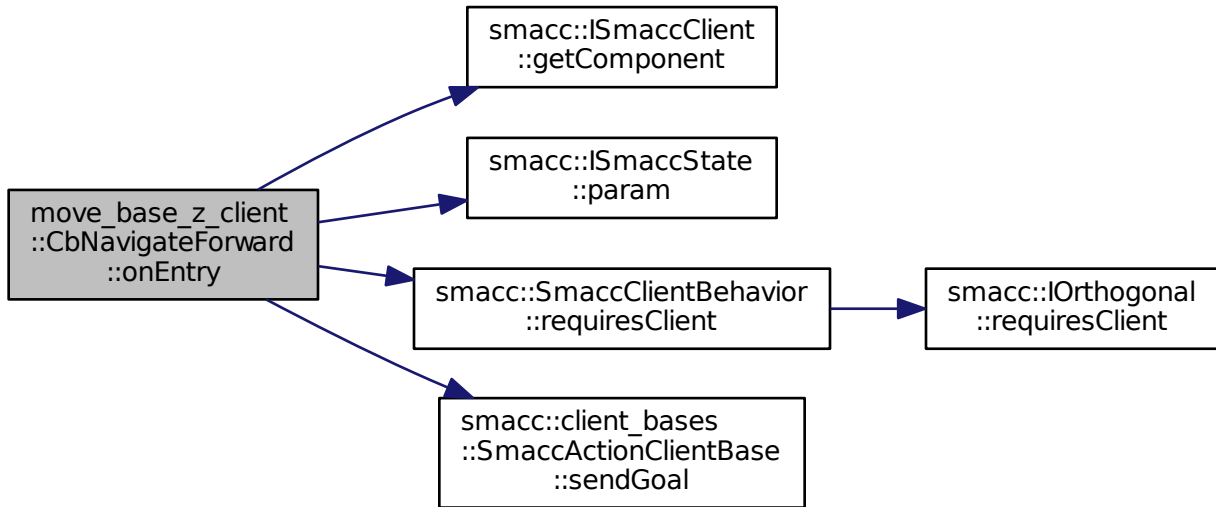 smacc::ISmaccClient
::getComponent
smacc::ISmaccState
::param
move_base_z_client
::CbNavigateForward
::onEntry
smacc::SmaccClientBehavior
::requiresClient
smacc::IOrthogonal
::requiresClient
smacc::client_bases
::SmaccActionClientBase
::sendGoal